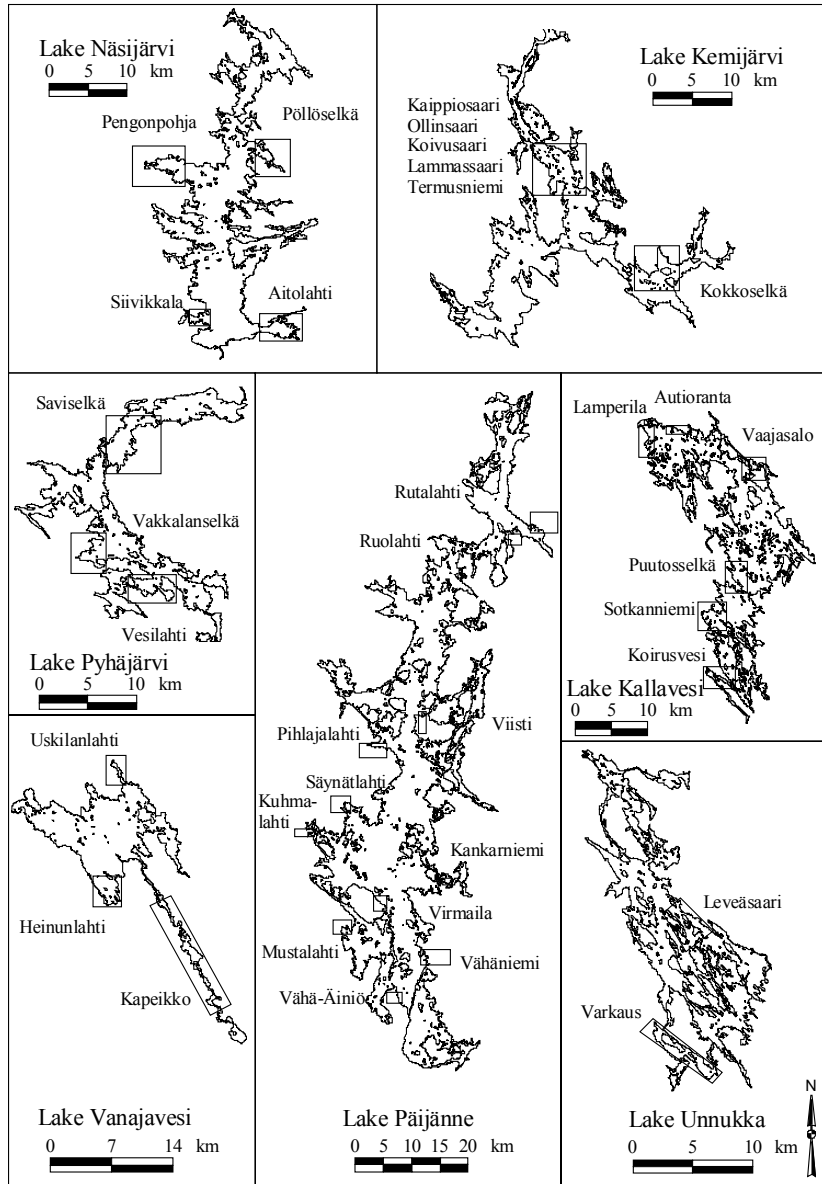 Lake Näsijärvi
km
0 5 10
Pengonpohja
Pöllöselkä
Siivikkala
Aitolahti
Lake Kemijärvi
0 5 10 km
Kaippiosaari
Ollinsaari
Koivusaari
Lammassaari
Termusniemi
Kokkoselkä
Saviselkä
Vakkalanselkä
Vesilahti
Lake Pyhäjärvi
0 5 10 km
Rutalahti
Ruolahti
Pihlajalahti
Viisti
Säynätlahti
Kuhma-
lahti
Kankarniemi
Virmaila
Mustalahti
Vähäniemi
Vähä-Äiniö
Lake Päijänne
0 5 10 15 20 km
Lamperila
Autioranta
Vaajasalo
Puutosselkä
Sotkanniemi
Koirusvesi
Lake Kallavesi
0 5 10 km
Uskilanlahti
Heinunlahti
Kapeikko
Lake Vanajavesi
0 7 14 km
Leveäsaari
Varkaus
N
Lake Unnukka
0 5 10 km